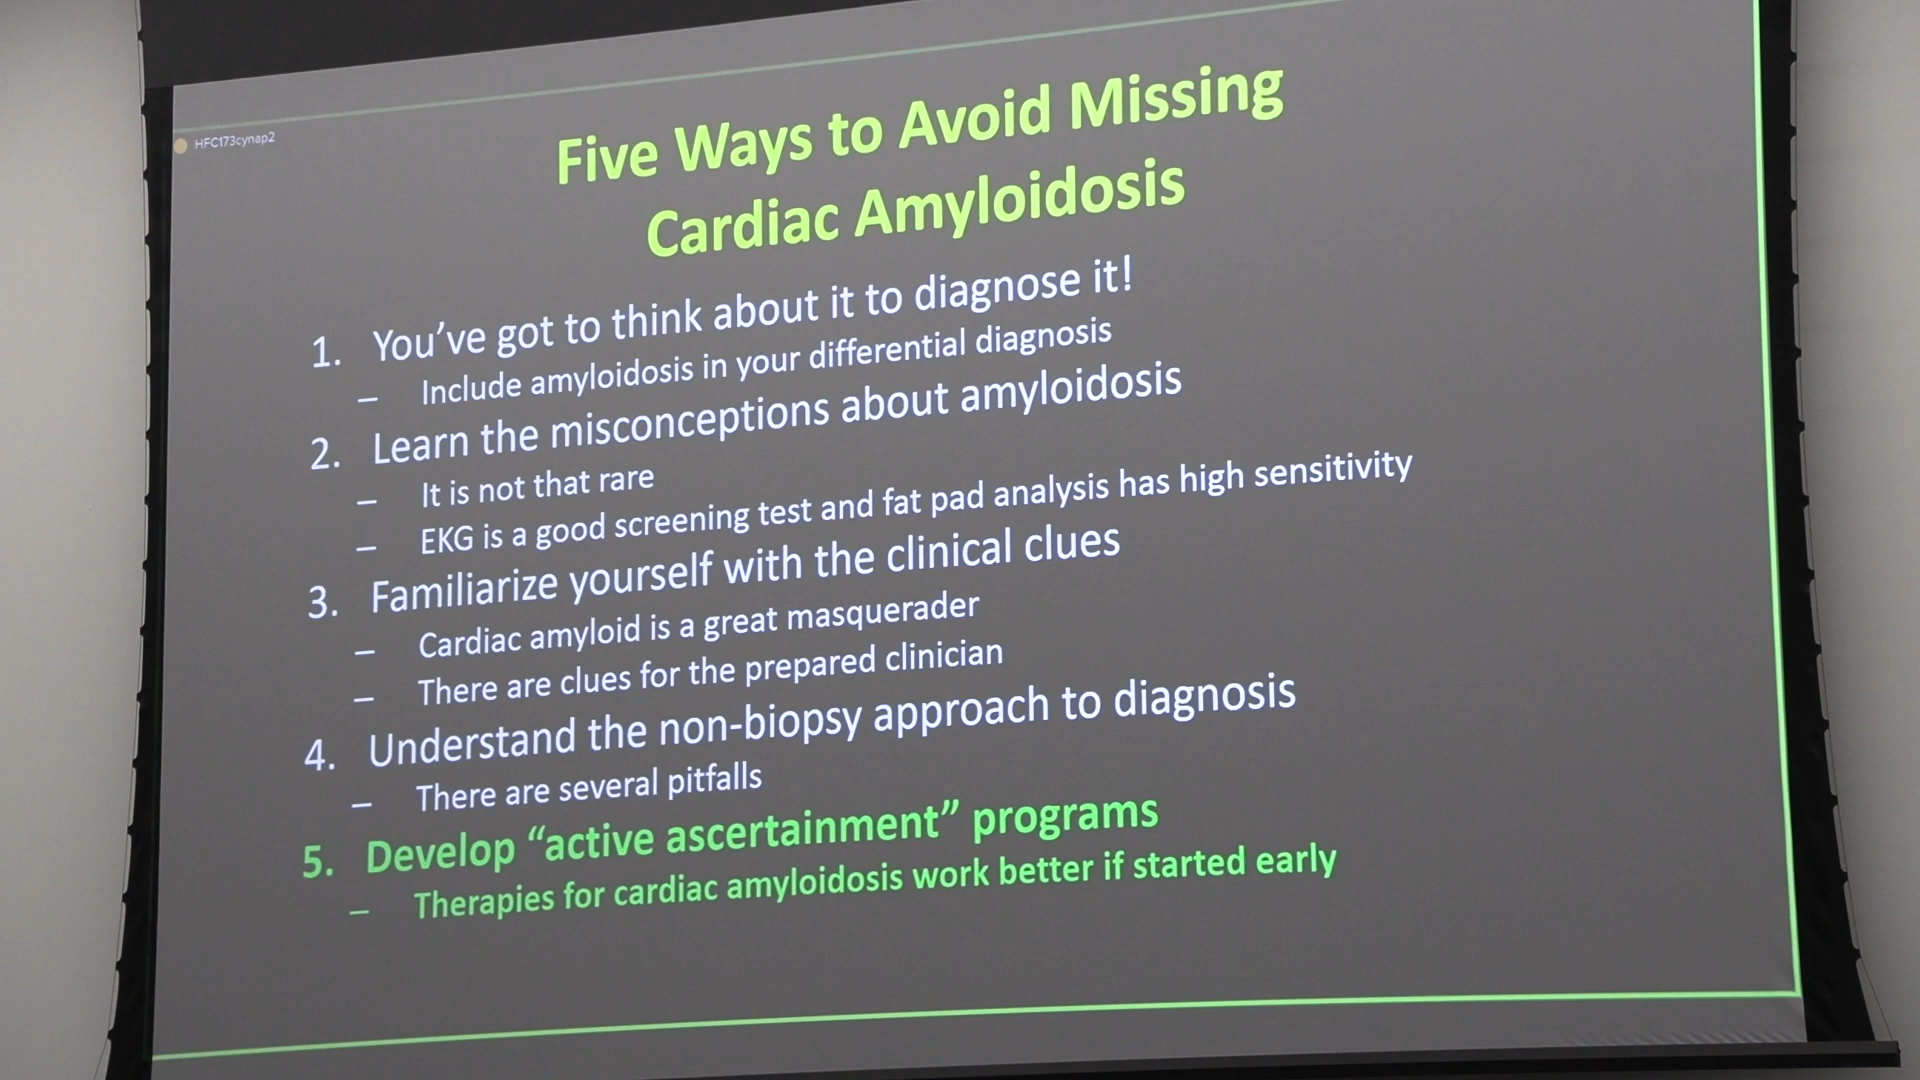 HFC173cynap2
Five Ways to Avoid Missing
Cardiac Amyloidosis
1. You’ve got to think about it to diagnose it!
– Include amyloidosis in your differential diagnosis
2. Learn the misconceptions about amyloidosis
– It is not that rare
– EKG is a good screening test and fat pad analysis has high sensitivity
3. Familiarize yourself with the clinical clues
– Cardiac amyloid is a great masquerader
– There are clues for the prepared clinician
4. Understand the non-biopsy approach to diagnosis
– There are several pitfalls
5. Develop “active ascertainment” programs
– Therapies for cardiac amyloidosis work better if started early